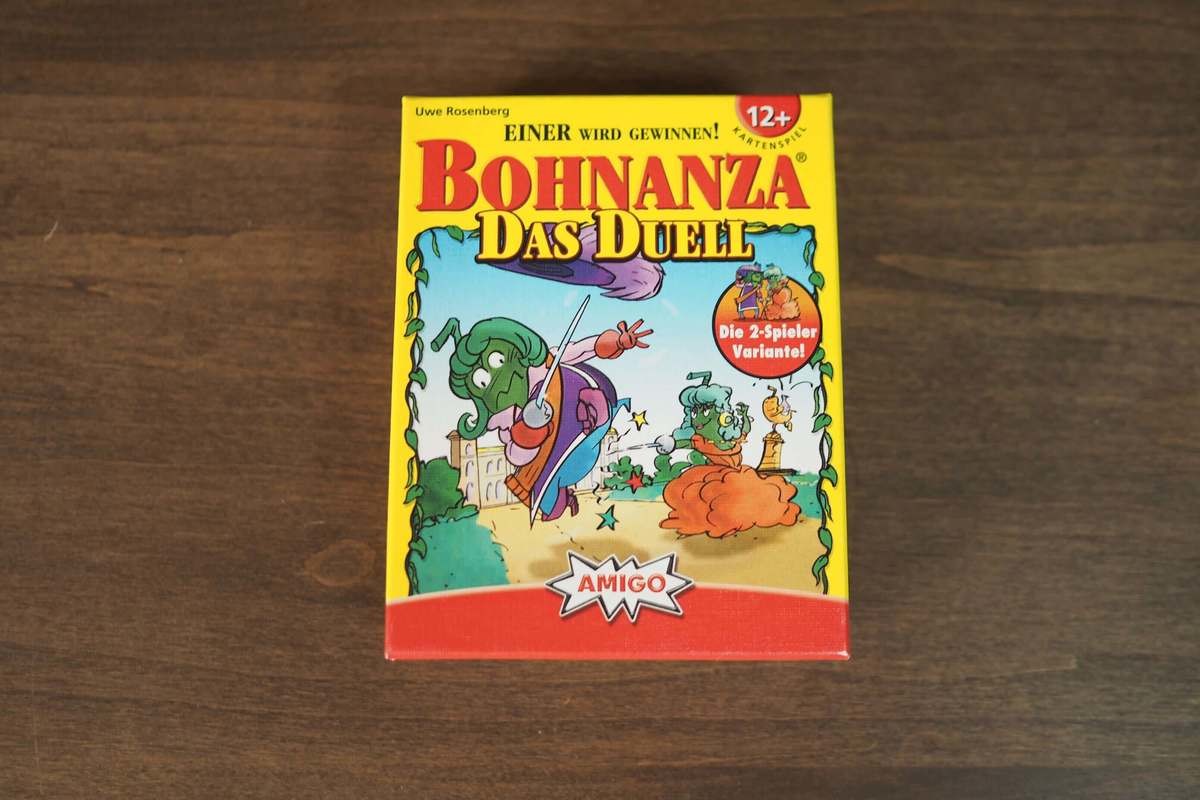 Uwe Rosenberg
12+
KARTENSPIEL
EINER WIRD GEWINNEN!
BOHNANZA®
DAS DUELL
Die 2-Spieler
Variante!
AMIGO